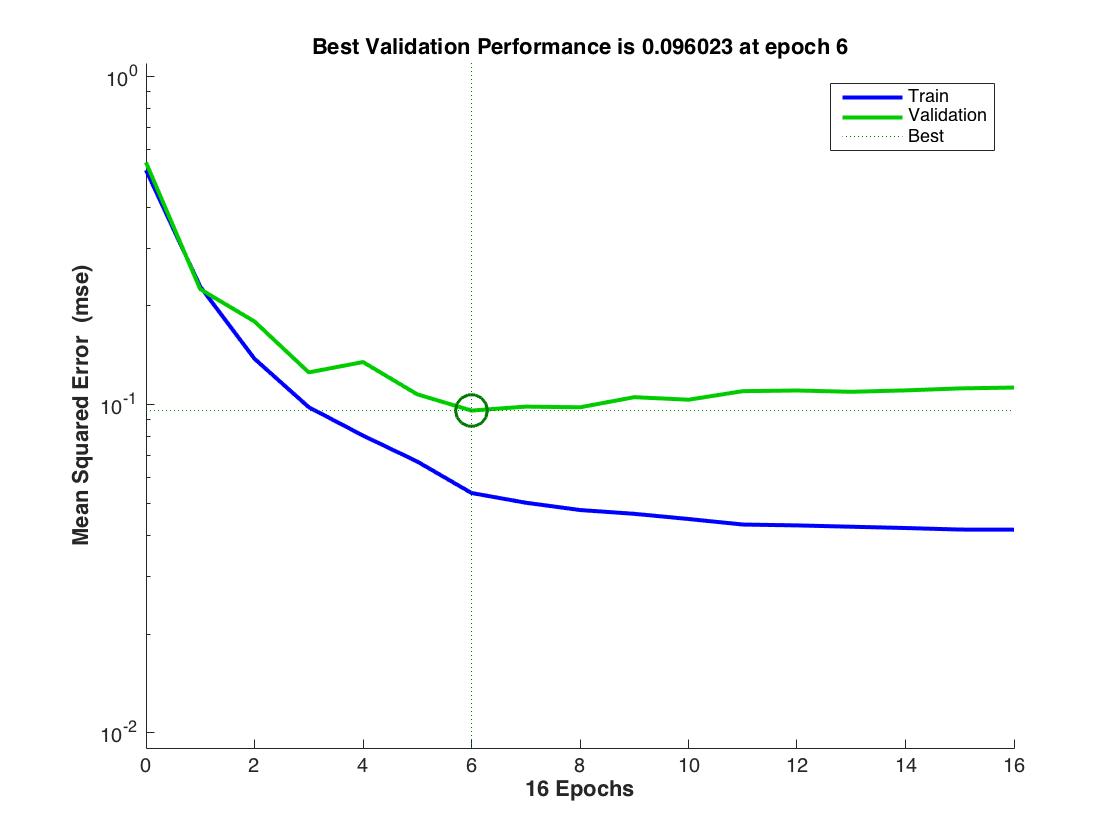 Best Validation Performance is 0.096023 at epoch 6
10^0
10^-1
10^-2
Mean Squared Error (mse)
Train
Validation
Best
0 2 4 6 8 10 12 14 16
16 Epochs